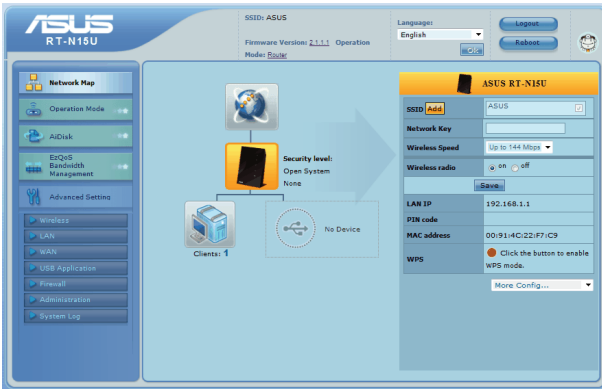 ASUS
RT-N15U
SSID: ASUS
Firmware Version: 2.1.1.1 Operation
Mode: Router
Language:
English
OK
Logout
Reboot
Network Map
Operation Mode
AiDisk
EzQoS
Bandwidth
Management
Advanced Setting
Wireless
LAN
WAN
USB Application
Firewall
Administration
System Log
Security level:
Open System
None
Clients: 1
No Device
ASUS RT-N15U
SSID Add ASUS
Network Key
Wireless Speed Up to 144 Mbps
Wireless radio on off
Save
LAN IP 192.168.1.1
PIN code
MAC address 00:91:4C:22:F7:C9
WPS Click the button to enable
WPS mode.
More Config...